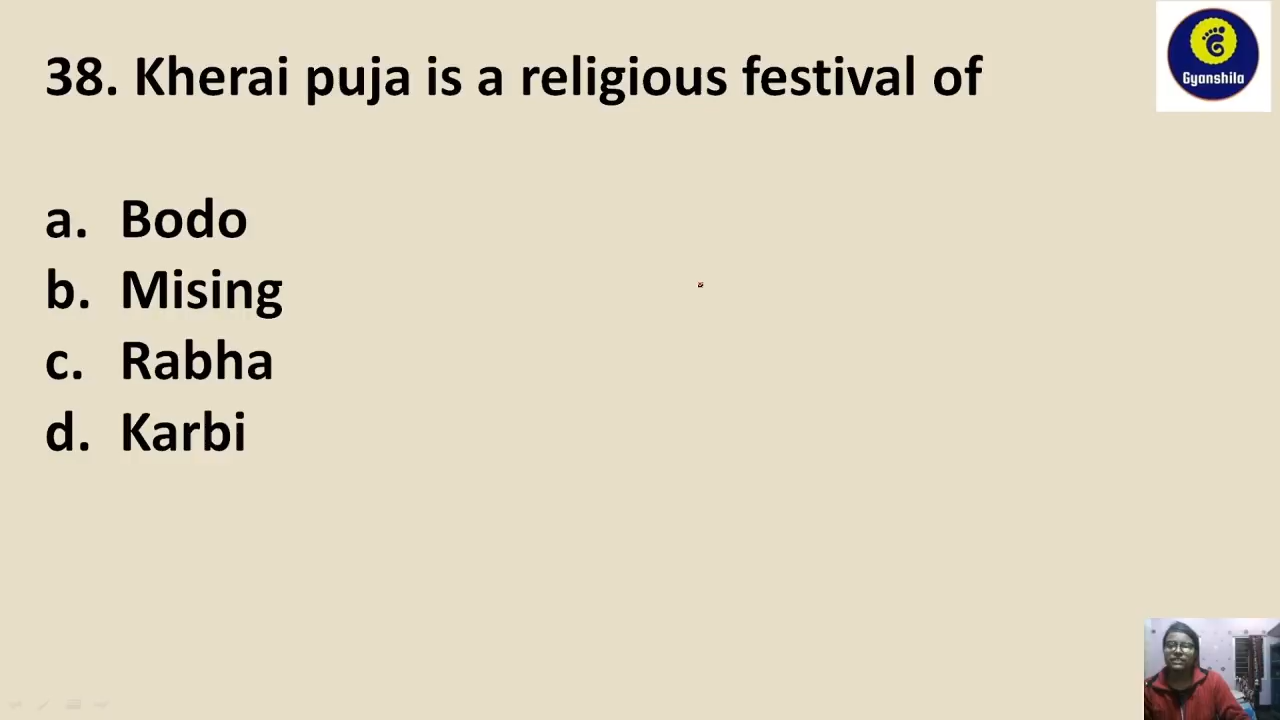 38. Kherai puja is a religious festival of
Gyanshila
a. Bodo
b. Mising
c. Rabha
d. Karbi